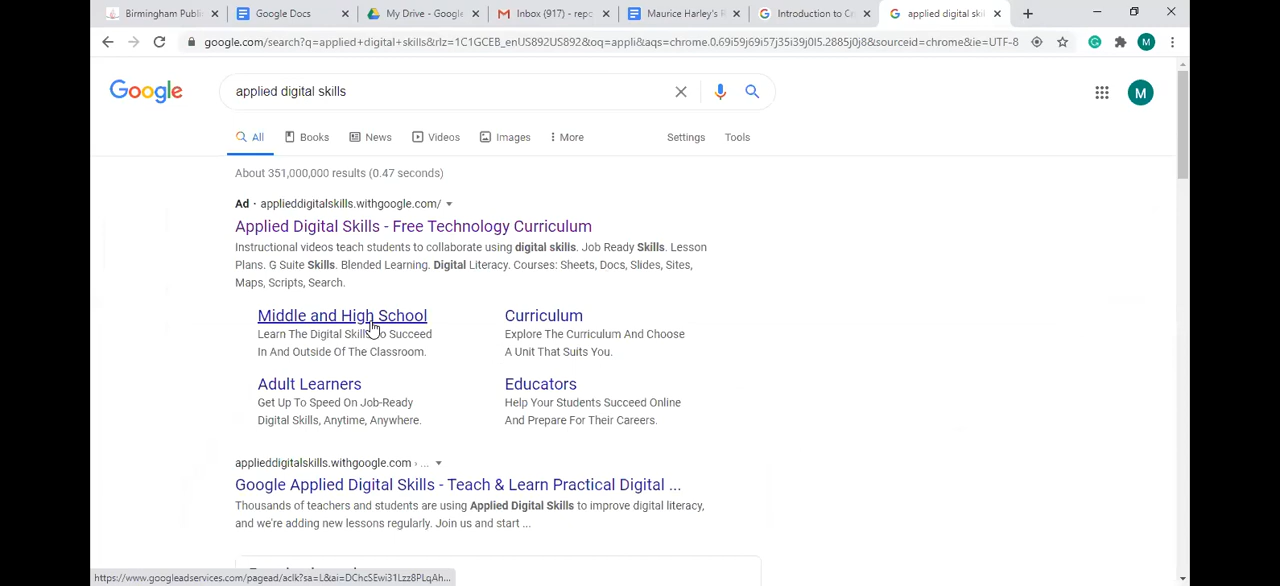 Birmingham Publi
Google Docs
My Drive - Google
Inbox (917) - repo
Maurice Harley's R
Introduction to C
applied digital ski
google.com/search?q=applied+digital+skills&rlz=1C1GCEB_enUS892US892&oq=appli&aqs=chrome.0.69i59j69i57j35i39j0l5.2885j0j8&sourceid=chrome&ie=UTF-8
M
Google
applied digital skills
M
All
Books
News
Videos
Images
More
Settings
Tools
About 351,000,000 results (0.47 seconds)
Ad · applieddigitalskills.withgoogle.com/
Applied Digital Skills - Free Technology Curriculum
Instructional videos teach students to collaborate using digital skills. Job Ready Skills. Lesson
Plans. G Suite Skills. Blended Learning. Digital Literacy. Courses: Sheets, Docs, Slides, Sites,
Maps, Scripts, Search.
Middle and High School
Learn The Digital Skills To Succeed
In And Outside Of The Classroom.
Curriculum
Explore The Curriculum And Choose
A Unit That Suits You.
Adult Learners
Get Up To Speed On Job-Ready
Digital Skills, Anytime, Anywhere.
Educators
Help Your Students Succeed Online
And Prepare For Their Careers.
applieddigitalskills.withgoogle.com › ...
Google Applied Digital Skills - Teach & Learn Practical Digital ...
Thousands of teachers and students are using Applied Digital Skills to improve digital literacy,
and we're adding new lessons regularly. Join us and start ...
https://www.googleadservices.com/pagead/aclk?sa=L&ai=DChcSEwi31Lzz8PLqAh...